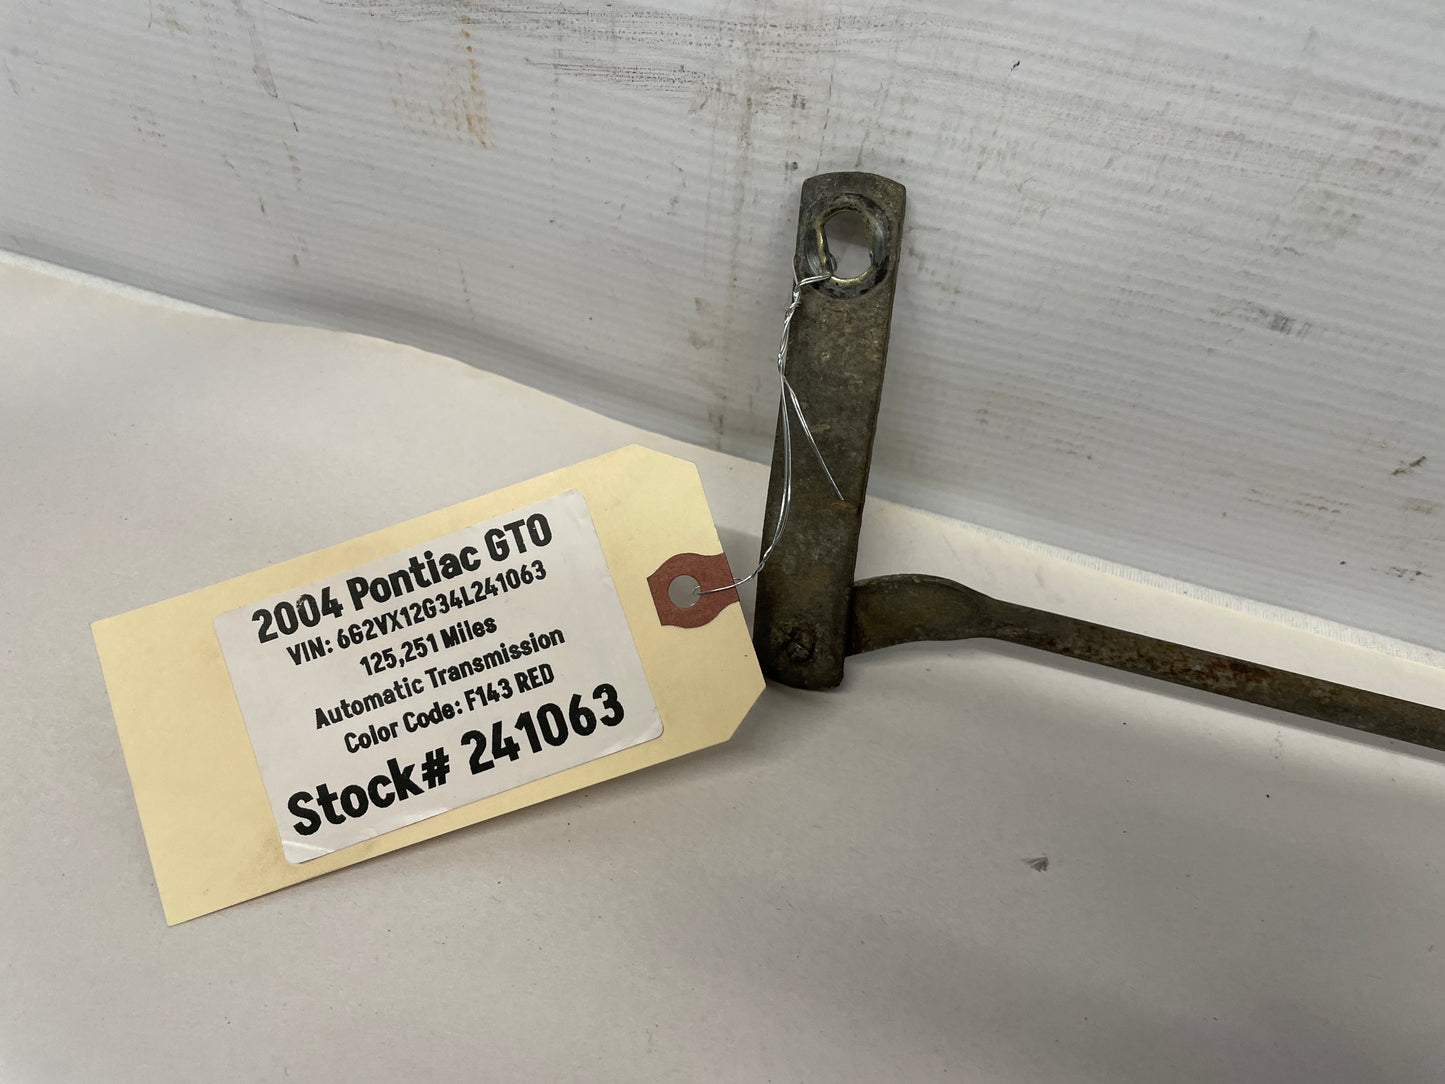 2004 Pontiac GTO
VIN: 6G2VX12G34L241063
125,251 Miles
Automatic Transmission
Color Code: F143 RED
Stock# 241063